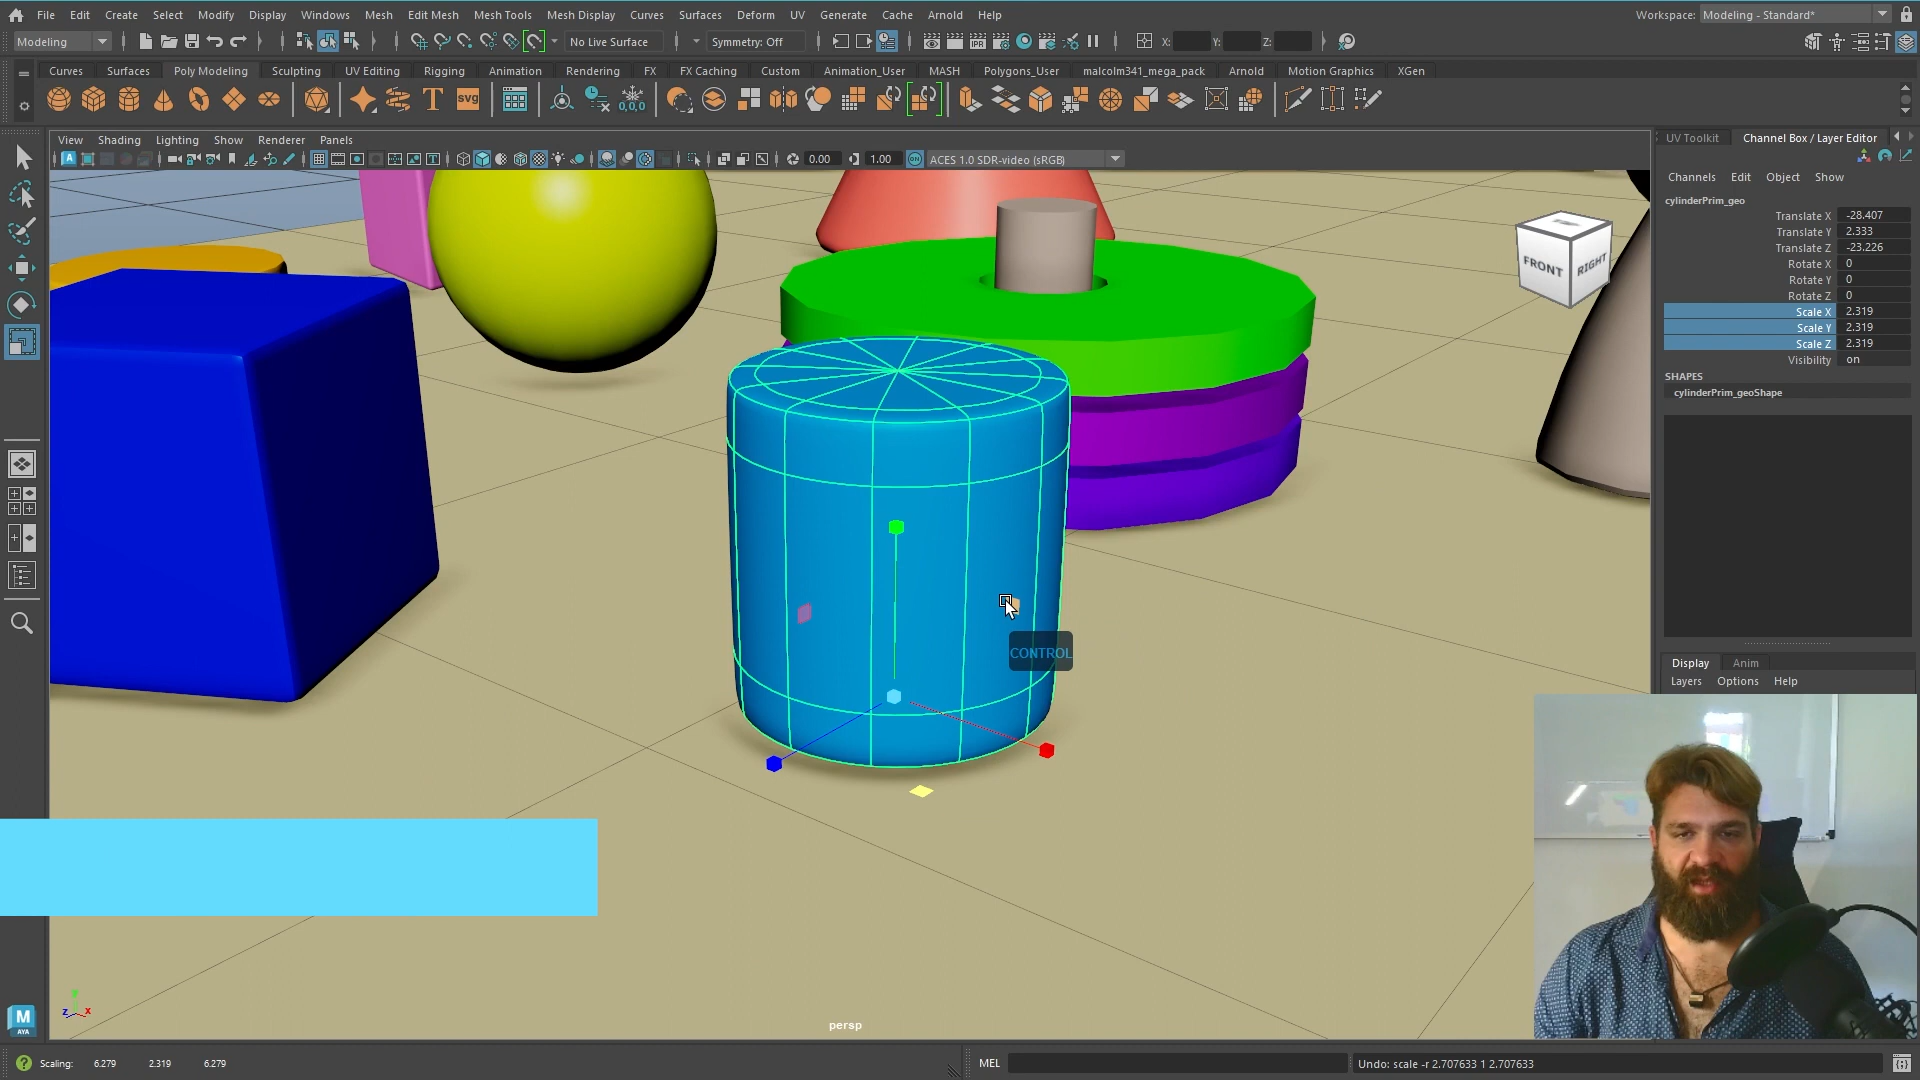 File Edit Create Select Modify Display Windows Mesh Edit Mesh Mesh Tools Mesh Display Curves Surfaces Deform UV Generate Cache Arnold Help Workspace: Modeling - Standard*
Modeling No Live Surface Symmetry: Off IPR X: Y: Z:
Curves Surfaces Poly Modeling Sculpting UV Editing Rigging Animation Rendering FX FX Caching Custom Animation_User MASH Polygons_User malcolm341_mega_pack Arnold Motion Graphics XGen
T SVG 0,0,0
View Shading Lighting Show Renderer Panels
0.00 1.00 ACES 1.0 SDR-video (sRGB)
UV Toolkit Channel Box / Layer Editor
Channels Edit Object Show
cylinderPrim_geo
Translate X -28.407
Translate Y 2.333
Translate Z -23.226
Rotate X 0
Rotate Y 0
Rotate Z 0
Scale X 2.319
Scale Y 2.319
Scale Z 2.319
Visibility on
SHAPES
cylinderPrim_geoShape
FRONT RIGHT
CONTROL
Display Anim
Layers Options Help
z y x
persp
M
AYA
Scaling: 6.279 2.319 6.279 MEL Undo: scale -r 2.707633 1 2.707633